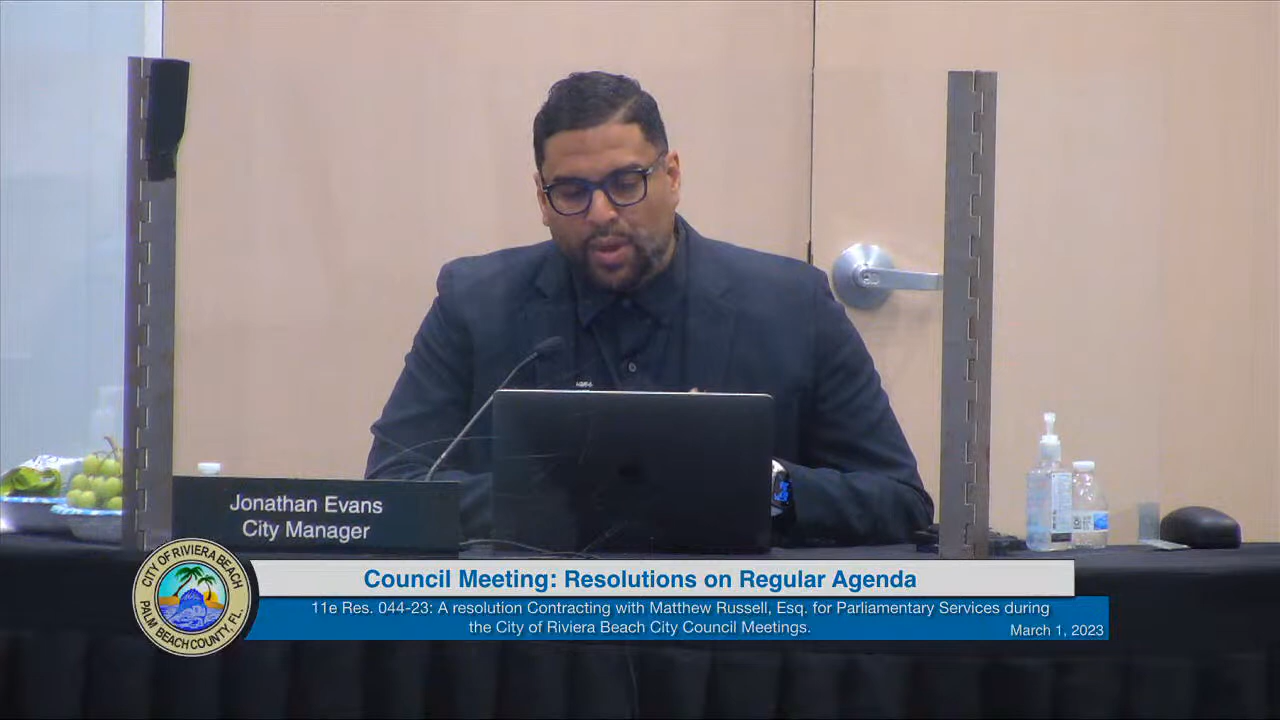 Jonathan Evans
City Manager
CITY OF RIVIERA BEACH
PALM BEACH COUNTY, FL.
Council Meeting: Resolutions on Regular Agenda
11e Res. 044-23: A resolution Contracting with Matthew Russell, Esq. for Parliamentary Services during
the City of Riviera Beach City Council Meetings.
March 1, 2023